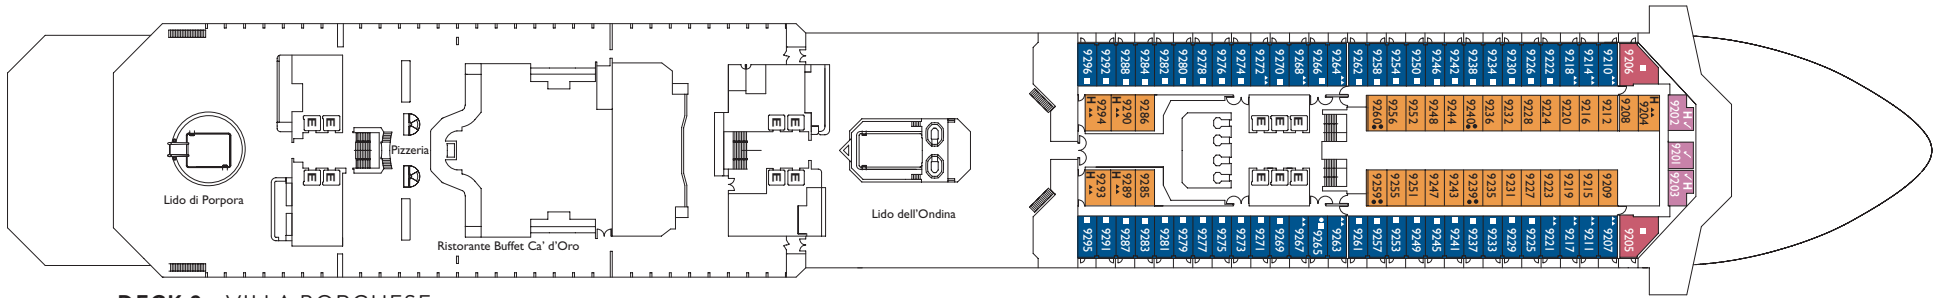 9296 9292 9288 9284 9282 9280 9278 9276 9274 9272 9270 9268 9266 9264 9262 9258 9254 9250 9246 9242 9238 9234 9230 9226 9222 9218 9214 9210 9206
H 9294 9290 9286 9260 9256 9252 9248 9244 9240 9236 9232 9228 9224 9220 9216 9212 9208 H 9204 9202 H
E E E E E E E E
Pizzeria
9201
E E E E E E E E
H 9293 H 9289 9285 9259 9255 9251 9247 9243 9239 9235 9231 9227 9223 9219 9215 9209 9203 H
Lido di Porpora
Lido dell'Ondina
Ristorante Buffet Ca' d'Oro
9295 9291 9287 9283 9281 9279 9277 9275 9273 9271 9269 9267 9265 9263 9261 9257 9253 9249 9245 9241 9237 9233 9229 9225 9221 9217 9211 9207 9205